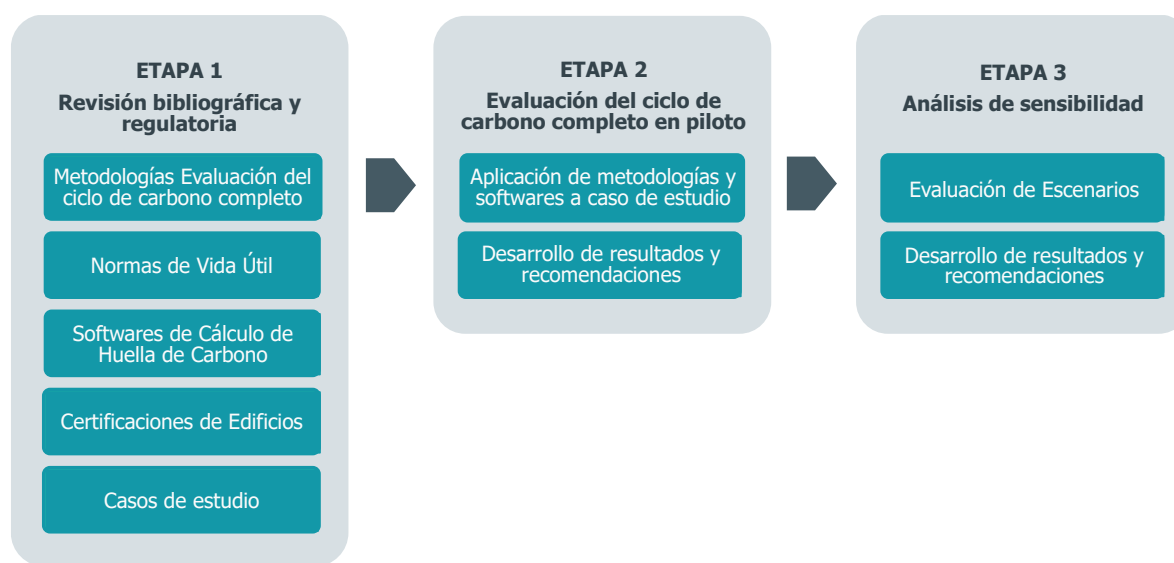 ETAPA 1
Revisión bibliográfica y
regulatoria
Metodologías Evaluación del
ciclo de carbono completo
Normas de Vida Útil
Softwares de Cálculo de
Huella de Carbono
Certificaciones de Edificios
Casos de estudio
ETAPA 2
Evaluación del ciclo de
carbono completo en piloto
Aplicación de metodologías y
softwares a caso de estudio
Desarrollo de resultados y
recomendaciones
ETAPA 3
Análisis de sensibilidad
Evaluación de Escenarios
Desarrollo de resultados y
recomendaciones